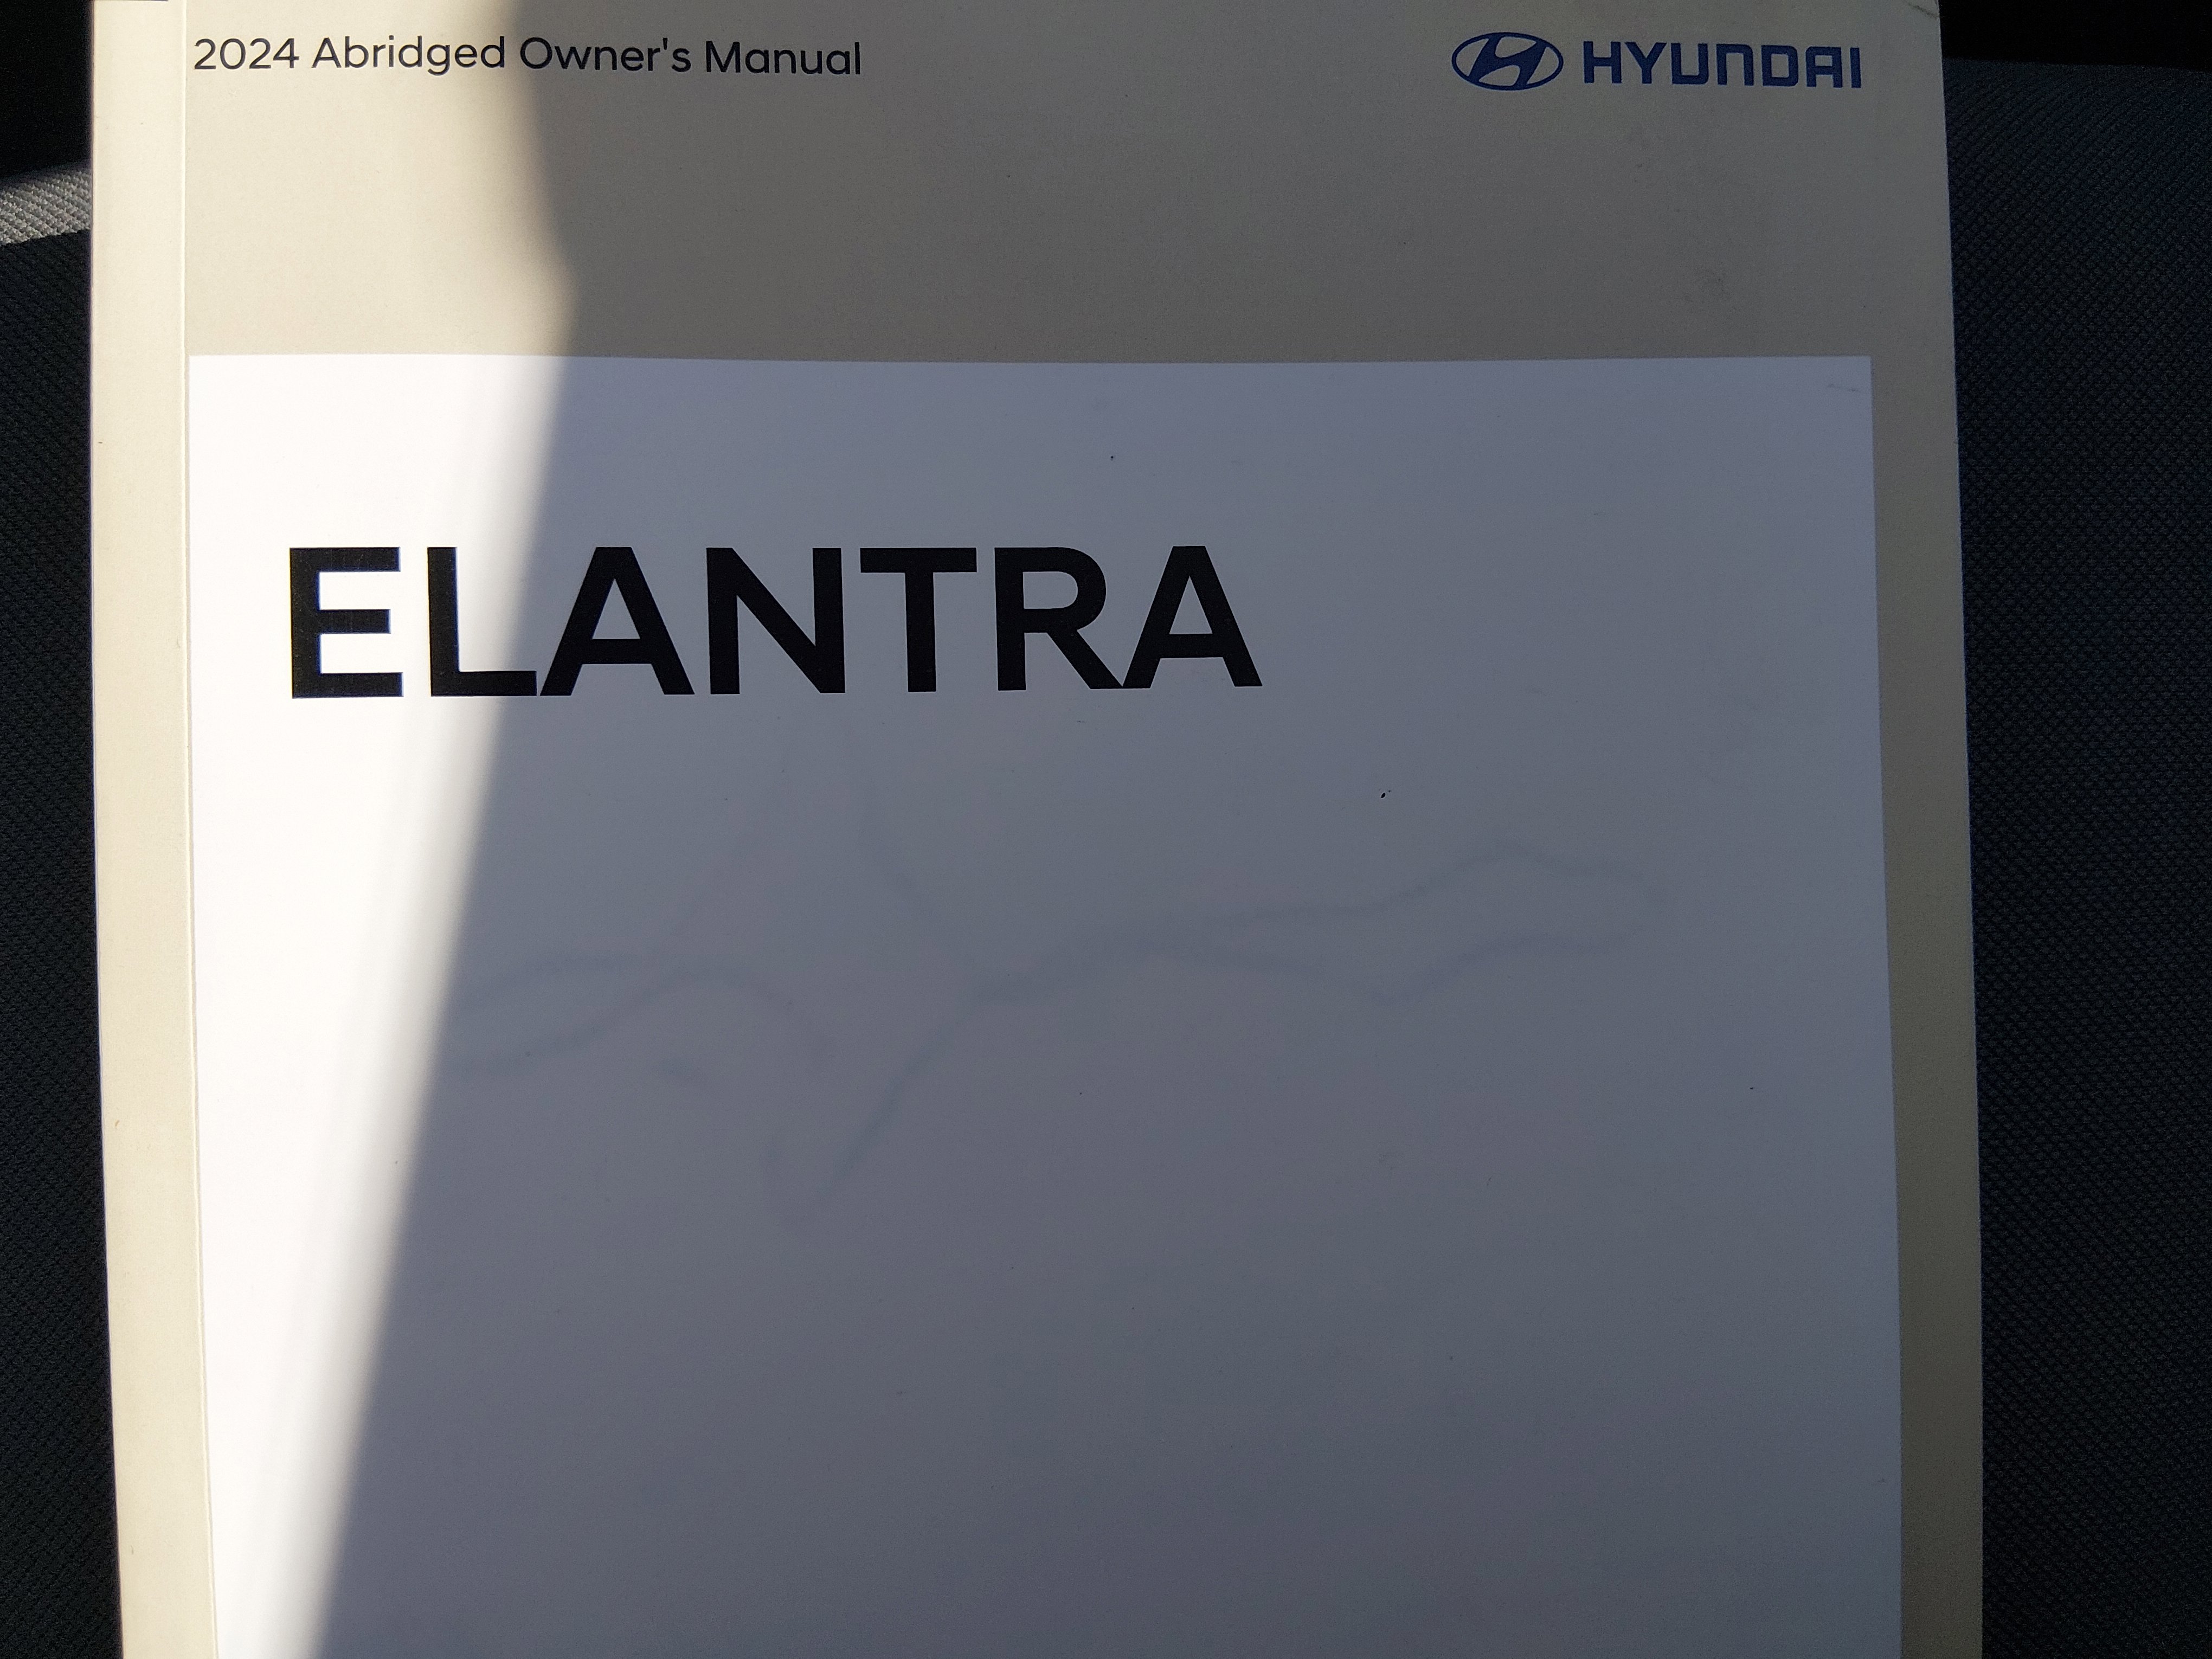 2024 Abridged Owner's Manual
HYUNDAI
ELANTRA